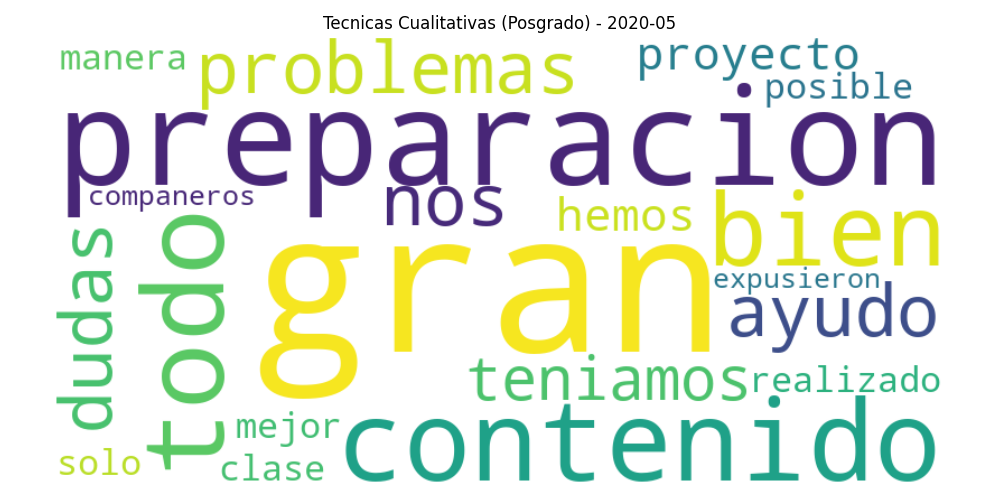 Tecnicas Cualitativas (Posgrado) - 2020-05
manera
problemas
proyecto
posible
preparacion
companeros
nos
hemos
bien
dudas
todo
gran
expusieron
ayudo
teniamos
realizado
mejor
contenido
solo
clase